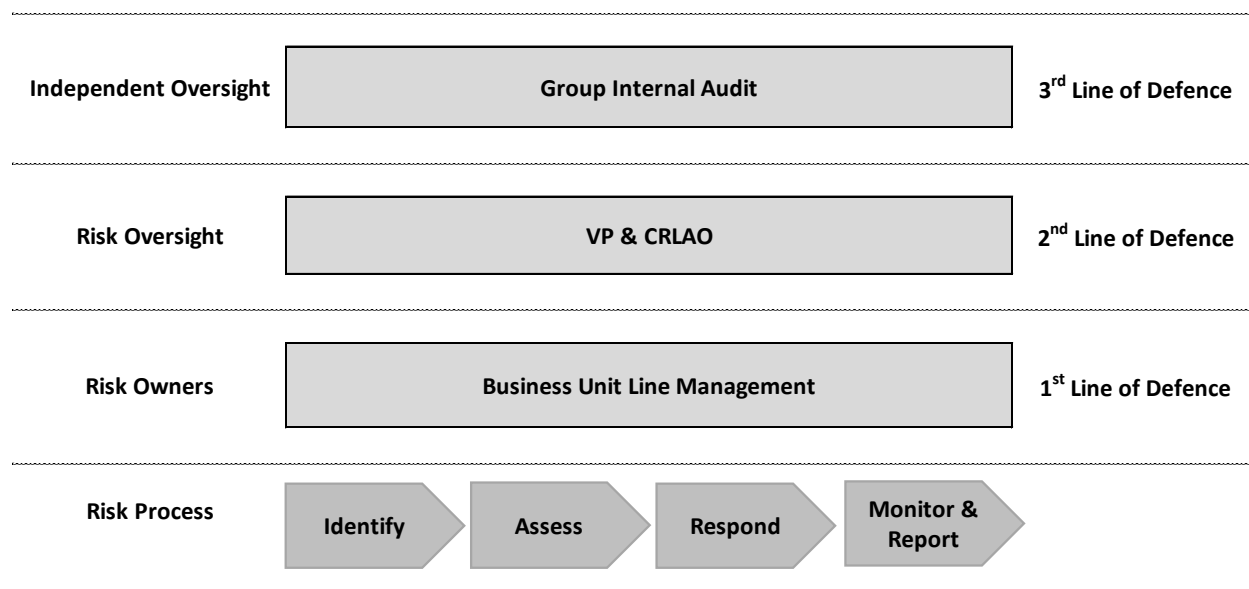 Independent Oversight Group Internal Audit 3rd Line of Defence
Risk Oversight VP & CRLAO 2nd Line of Defence
Risk Owners Business Unit Line Management 1st Line of Defence
Risk Process
Identify
Assess
Respond
Monitor &
Report